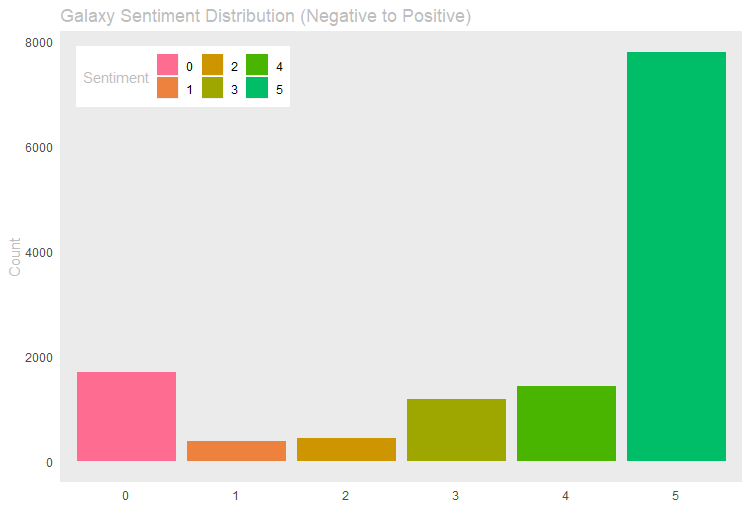 Galaxy Sentiment Distribution (Negative to Positive)
8000
Sentiment 0 2 4
1 3 5
6000
Count
4000
2000
0
0 1 2 3 4 5